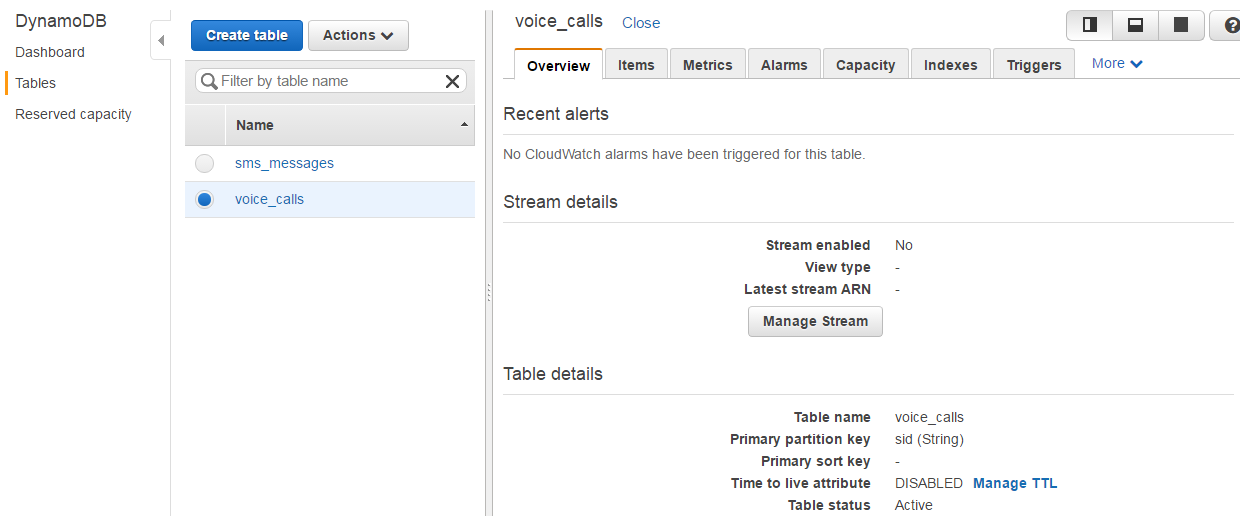 DynamoDB
Dashboard
Tables
Reserved capacity
Create table
Actions
Filter by table name
Name
sms_messages
voice_calls
voice_calls Close
Overview Items Metrics Alarms Capacity Indexes Triggers More
Recent alerts
No CloudWatch alarms have been triggered for this table.
Stream details
Stream enabled No
View type -
Latest stream ARN -
Manage Stream
Table details
Table name voice_calls
Primary partition key sid (String)
Primary sort key -
Time to live attribute DISABLED Manage TTL
Table status Active